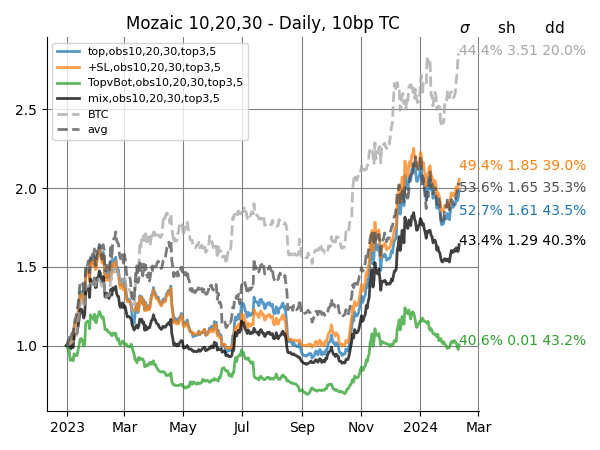 Mozaic 10,20,30 - Daily, 10bp TC
σ sh dd
top,obs10,20,30,top3,5
+SL,obs10,20,30,top3,5
TopvBot,obs10,20,30,top3,5
mix,obs10,20,30,top3,5
BTC
avg
44.4% 3.51 20.0%
49.4% 1.85 39.0%
53.6% 1.61 35.3%
52.7% 1.61 43.5%
43.4% 1.29 40.3%
40.6% 0.01 43.2%
2.5
2.0
1.5
1.0
2023 Mar May Jul Sep Nov 2024 Mar